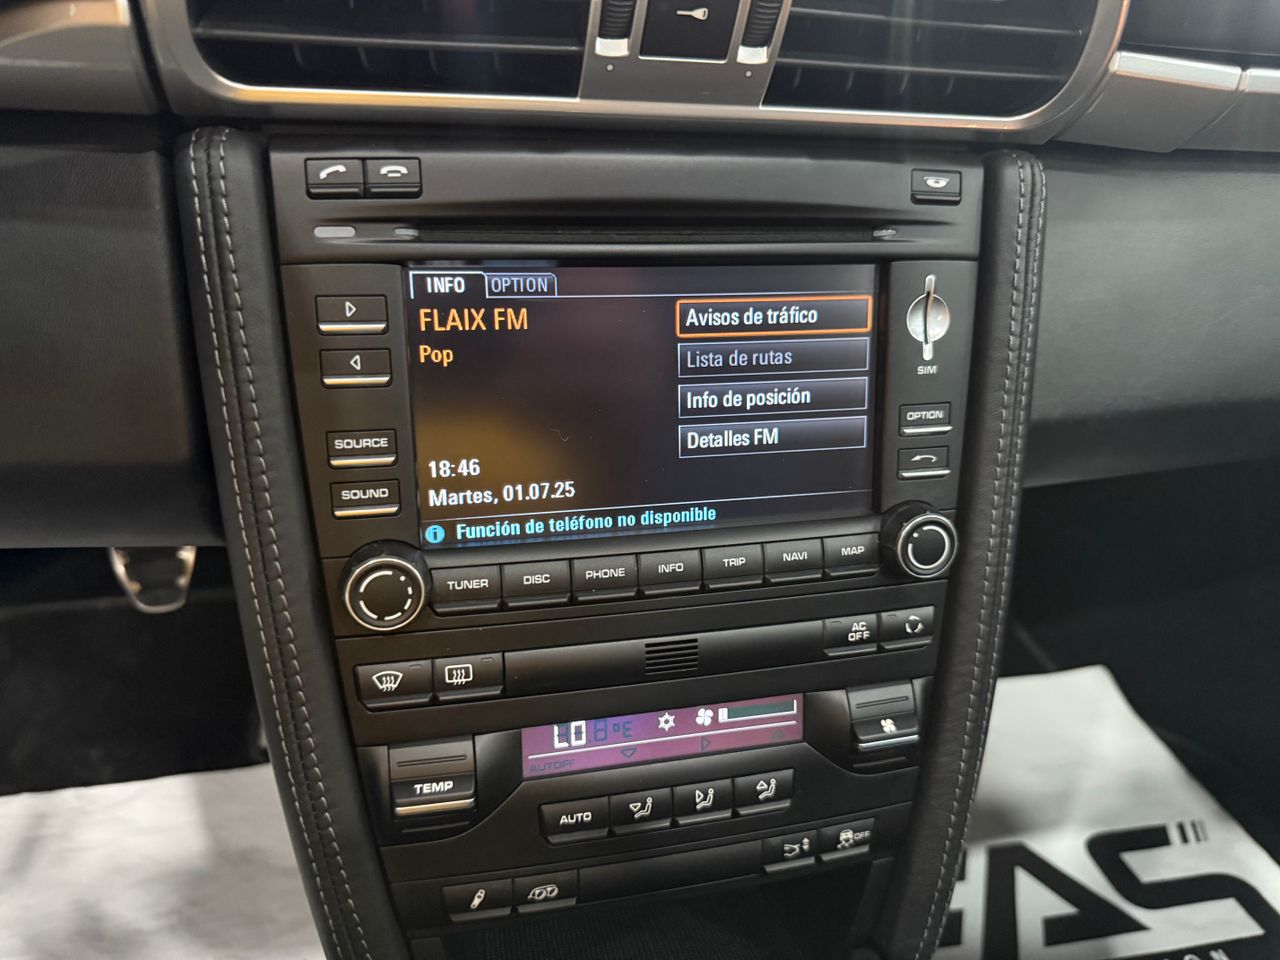 INFO
OPTION
FLAIX FM
Pop
Avisos de tráfico
Lista de rutas
Info de posición
Detalles FM
18:46
Martes, 01.07.25
Función de teléfono no disponible
SIM
OPTION
SOURCE
SOUND
TUNER
DISC
PHONE
INFO
TRIP
NAVI
MAP
AC
OFF
LO
AUTOFF
TEMP
AUTO
OFF